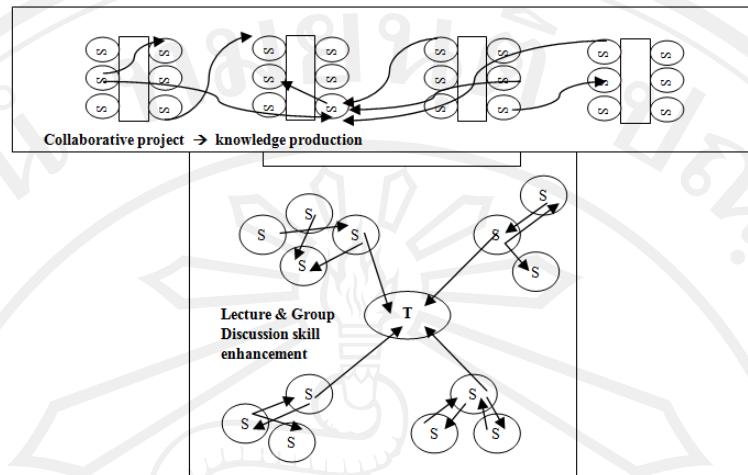 S S S S S S S S
S S S S S S S S
S S S S S S S S
Collaborative project → knowledge production
S
S
S S S
S S
T
Lecture & Group
Discussion skill
enhancement
S S
S S S S